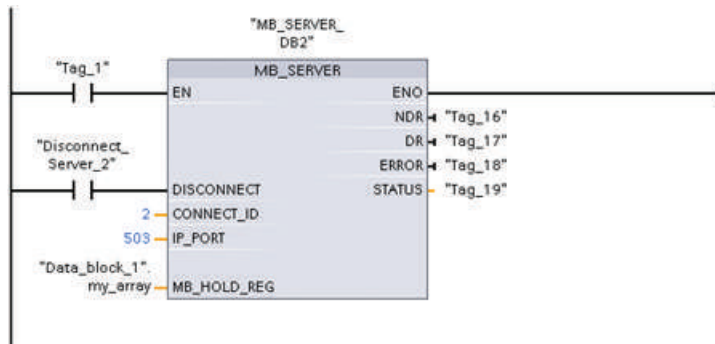 "MB_SERVER_
DB2"
"Tag_1"
MB_SERVER
EN
ENO
NDR
"Tag_16"
DR
"Tag_17"
"Disconnect_
Server_2"
ERROR
"Tag_18"
DISCONNECT
STATUS
"Tag_19"
2
CONNECT_ID
503
IP_PORT
"Data_block_1".
my_array
MB_HOLD_REG